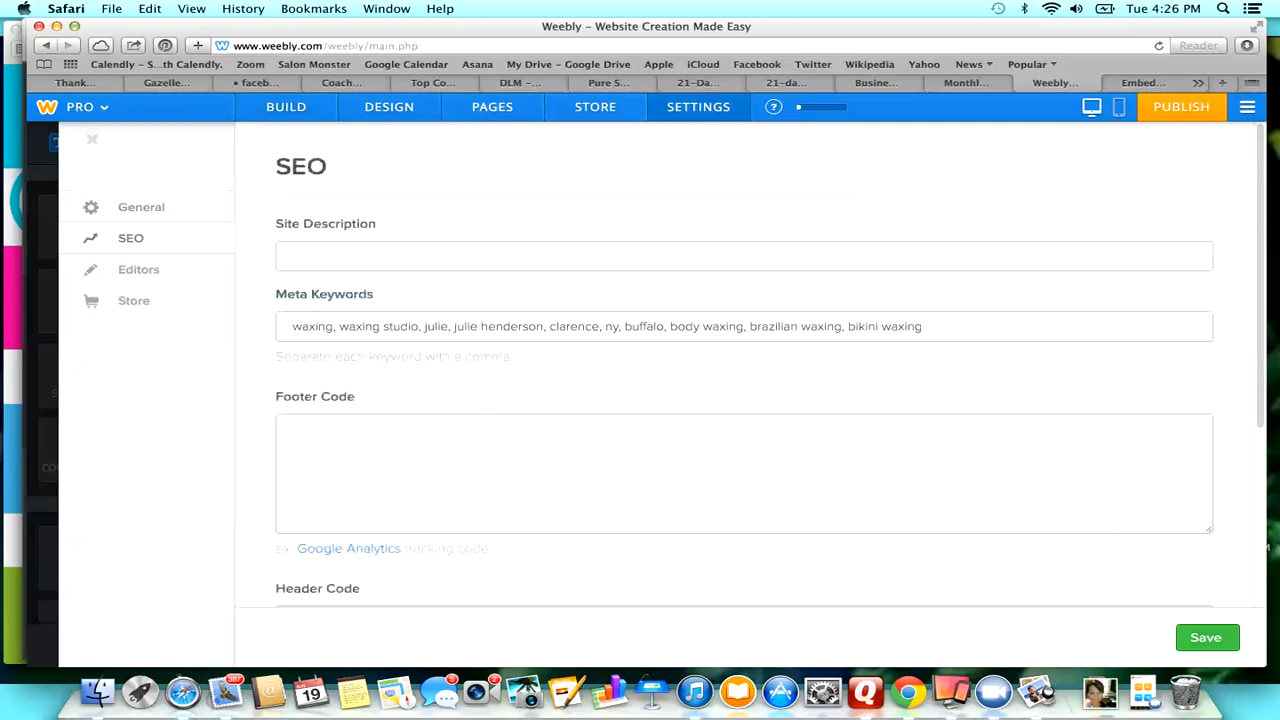 Safari File Edit View History Bookmarks Window Help Tue 4:26 PM
Weebly – Website Creation Made Easy
www.weebly.com/weebly/main.php Reader
Calendly - S...th Calendly. Zoom Salon Monster Google Calendar Asana My Drive – Google Drive Apple iCloud Facebook Twitter Wikipedia Yahoo News Popular
Thank... Gazelle... • faceb... Coach... Top Co... DLM –... Pure S... 21-Da... 21-da... Busine... Monthl... Weebly... Embed...
PRO BUILD DESIGN PAGES STORE SETTINGS ? PUBLISH
SEO
General
SEO
Editors
Store
Site Description
Meta Keywords
waxing, waxing studio, julie, julie henderson, clarence, ny, buffalo, body waxing, brazilian waxing, bikini waxing
Separate each keyword with a comma.
Footer Code
ex. Google Analytics tracking code
Header Code
Save
387
AUG
19
5
2